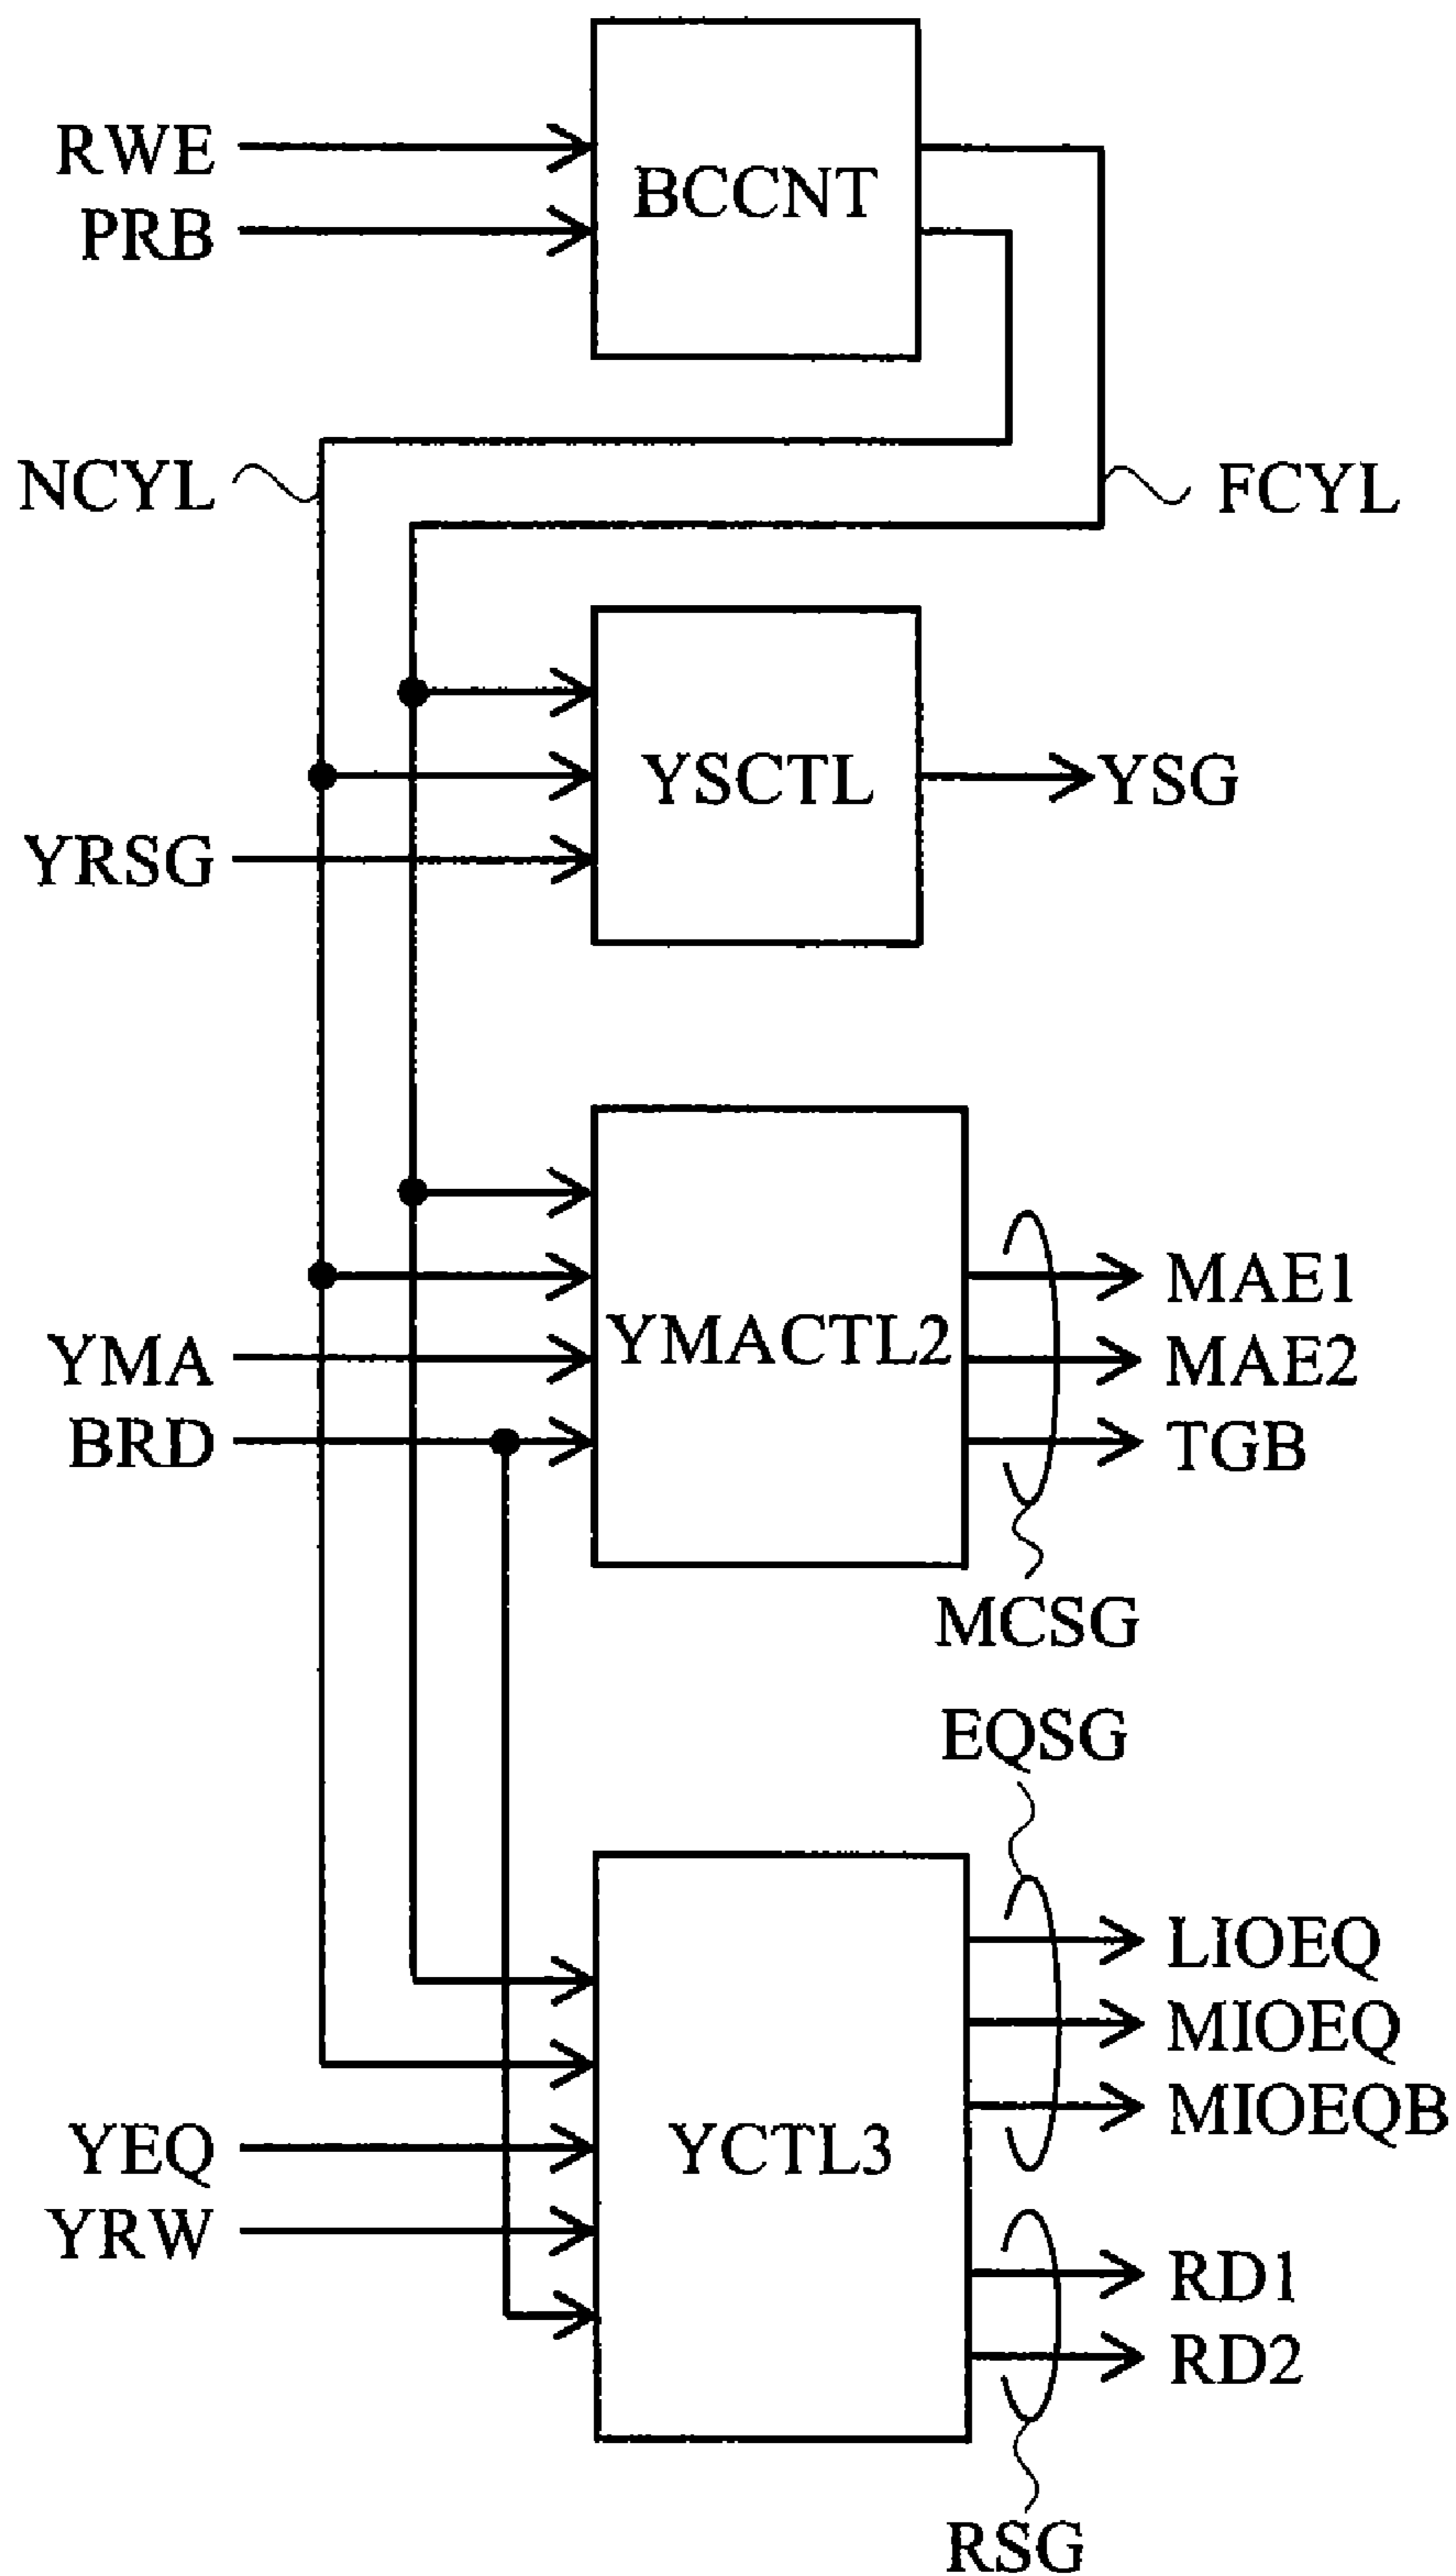 RWE
PRB
BCCNT
NCYL
FCYL
YSCTL
YSG
YRSG
YMACTL2
MAE1
YMA
MAE2
BRD
TGB
MCSG
EQSG
LIOEQ
MIOEQ
MIOEQB
YEQ
YCTL3
YRW
RD1
RD2
RSG